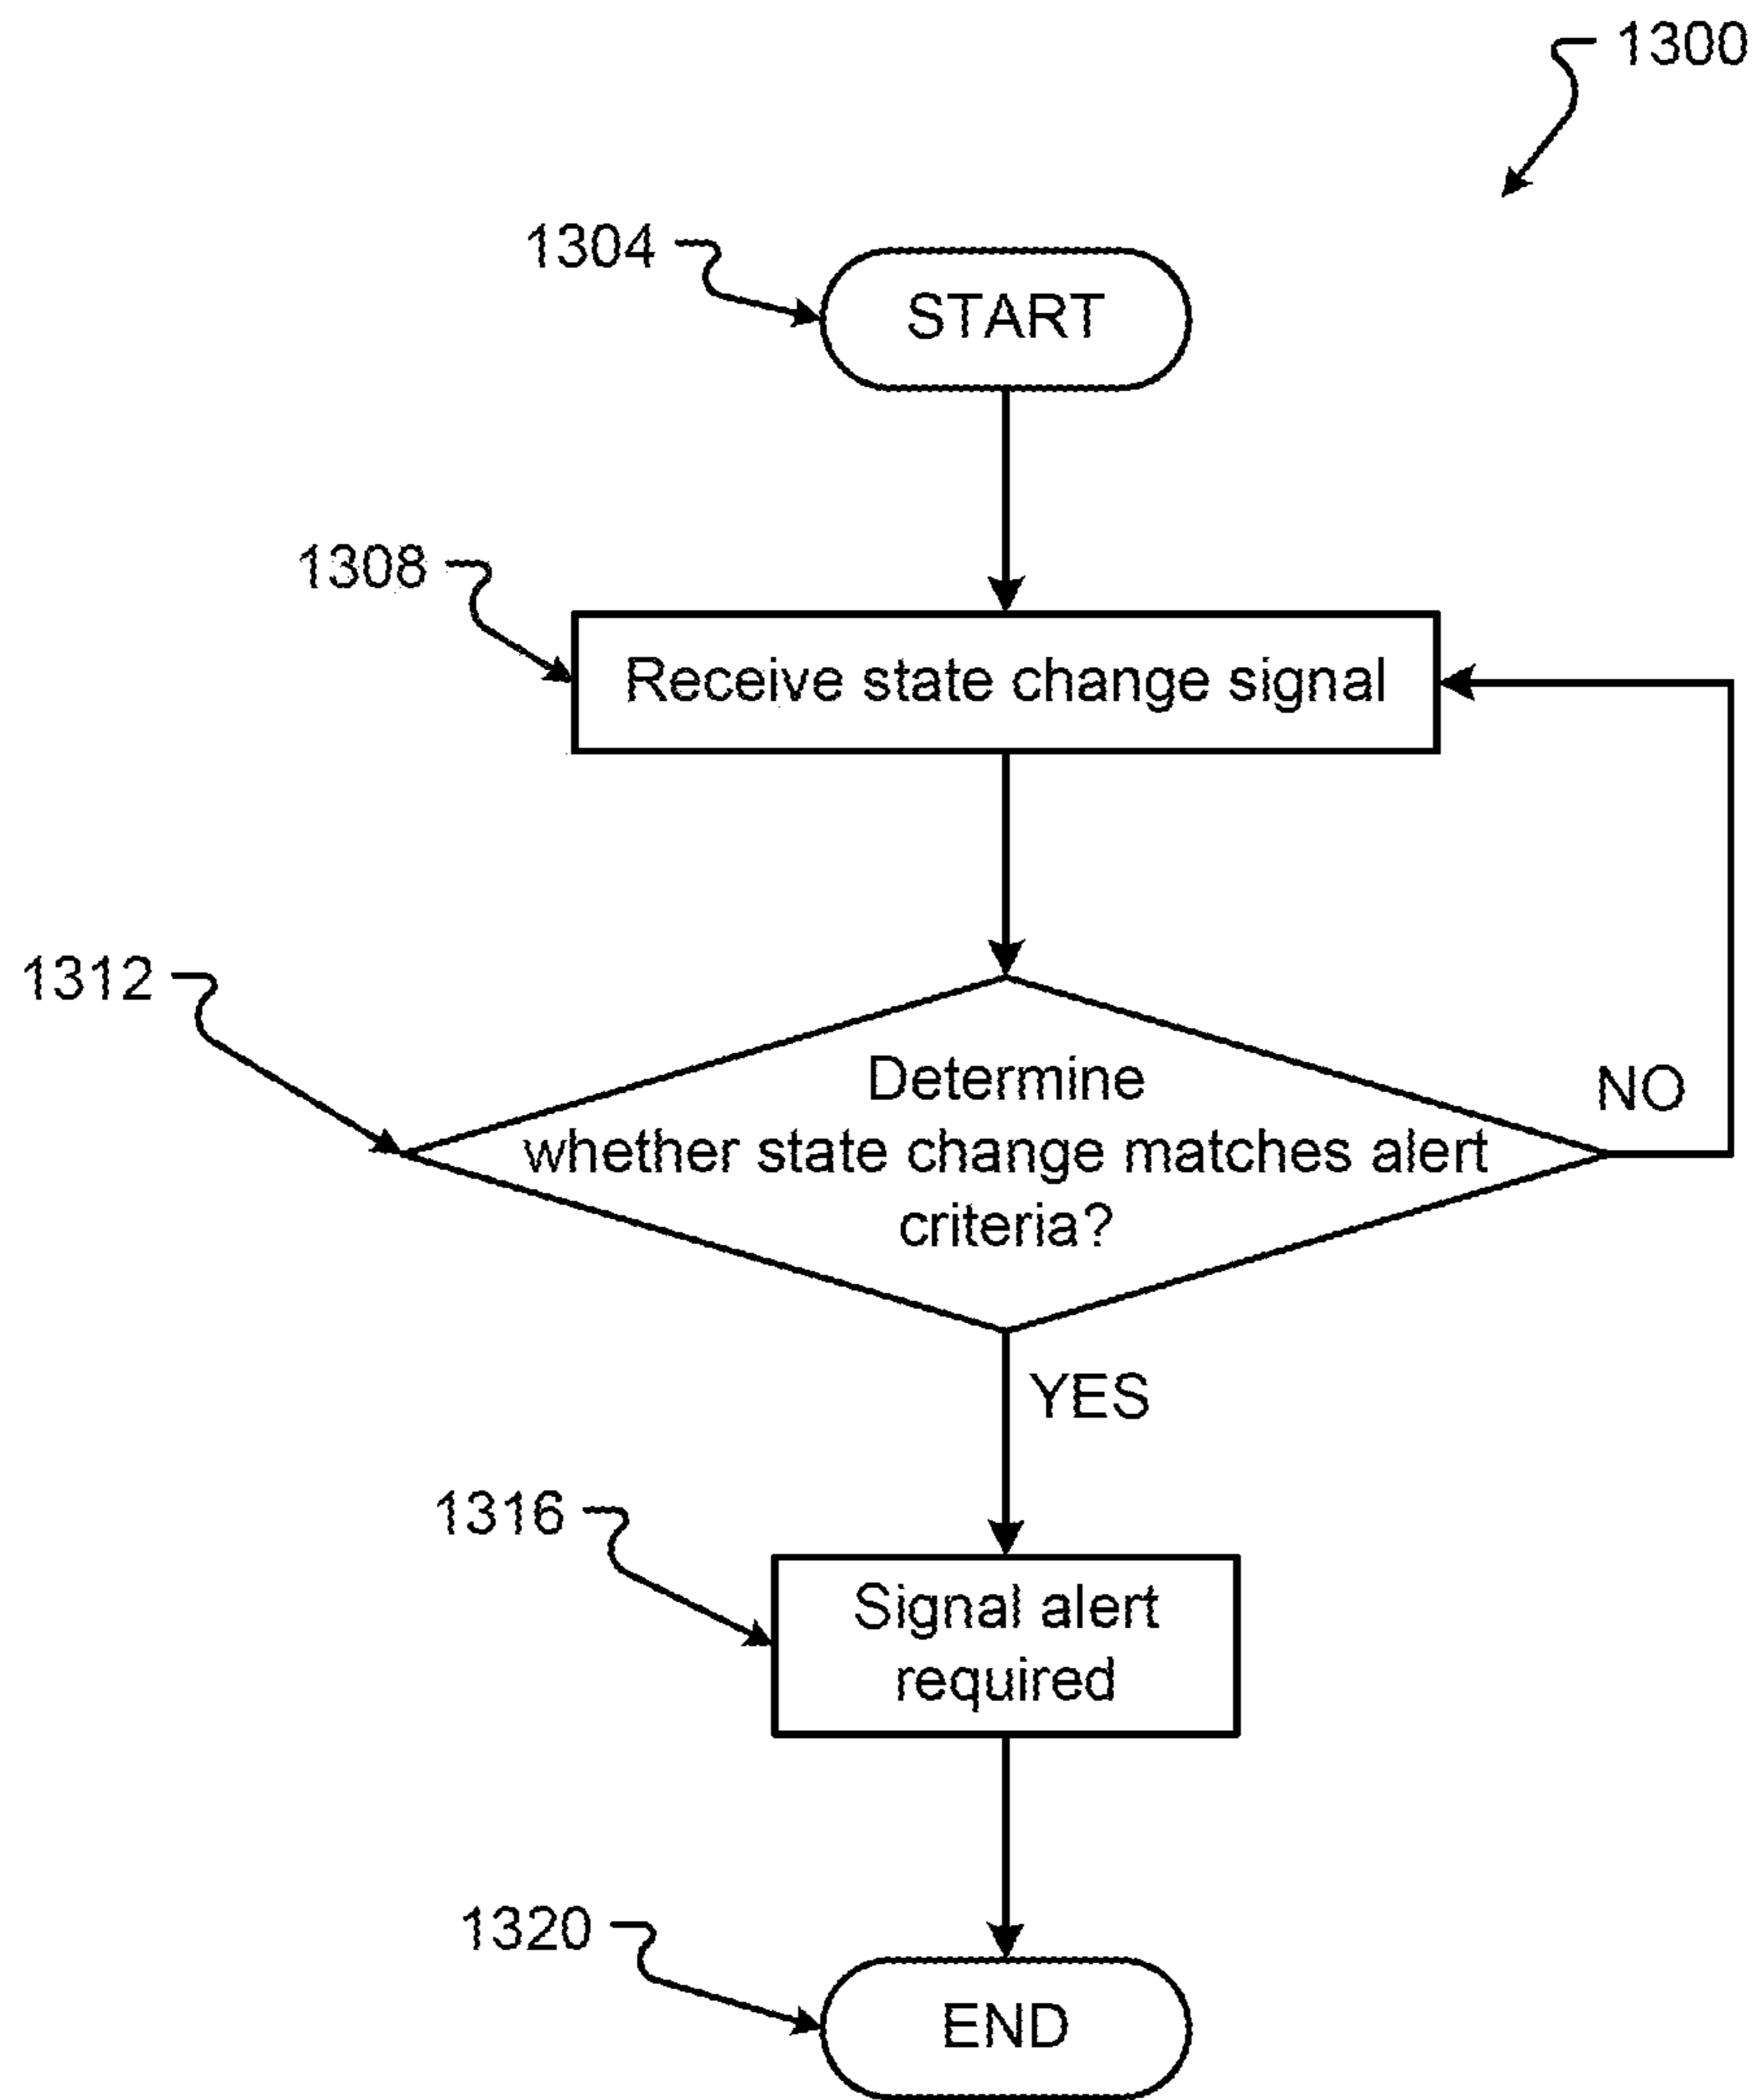 1300
1304
START
1308
Receive state change signal
1312
Determine
whether state change matches alert
criteria?
NO
YES
1316
Signal alert
required
1320
END